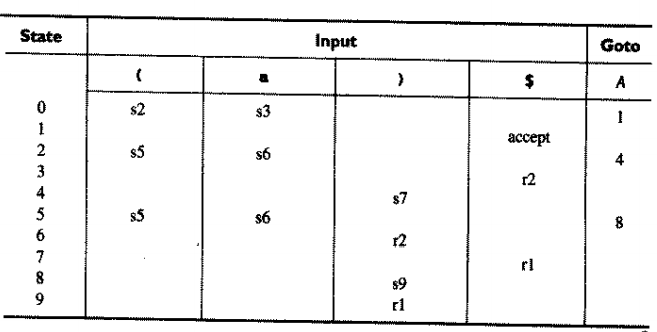 State Input Goto
( a ) $ A
0 s2 s3 1
1 accept
2 s5 s6 4
3 r2
4 s7
5 s5 s6 8
6 r2
7 r1
8 s9
9 r1